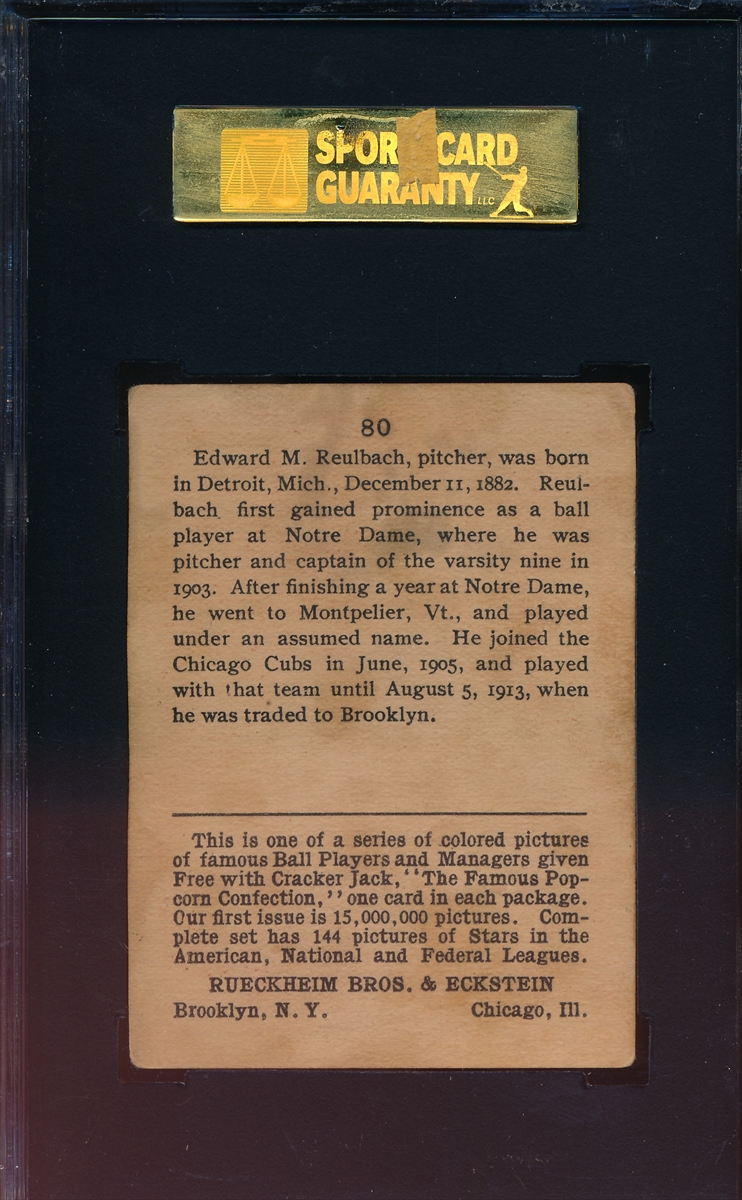 SPORTSCARD
GUARANTY LLC
80
Edward M. Reulbach, pitcher, was born
in Detroit, Mich., December 11, 1882. Reul-
bach first gained prominence as a ball
player at Notre Dame, where he was
pitcher and captain of the varsity nine in
1903. After finishing a year at Notre Dame,
he went to Montpelier, Vt., and played
under an assumed name. He joined the
Chicago Cubs in June, 1905, and played
with that team until August 5, 1913, when
he was traded to Brooklyn.
This is one of a series of colored pictures
of famous Ball Players and Managers given
Free with Cracker Jack, "The Famous Pop-
corn Confection," one card in each package.
Our first issue is 15,000,000 pictures. Com-
plete set has 144 pictures of Stars in the
American, National and Federal Leagues.
RUECKHEIM BROS. & ECKSTEIN
Brooklyn, N. Y. Chicago, Ill.